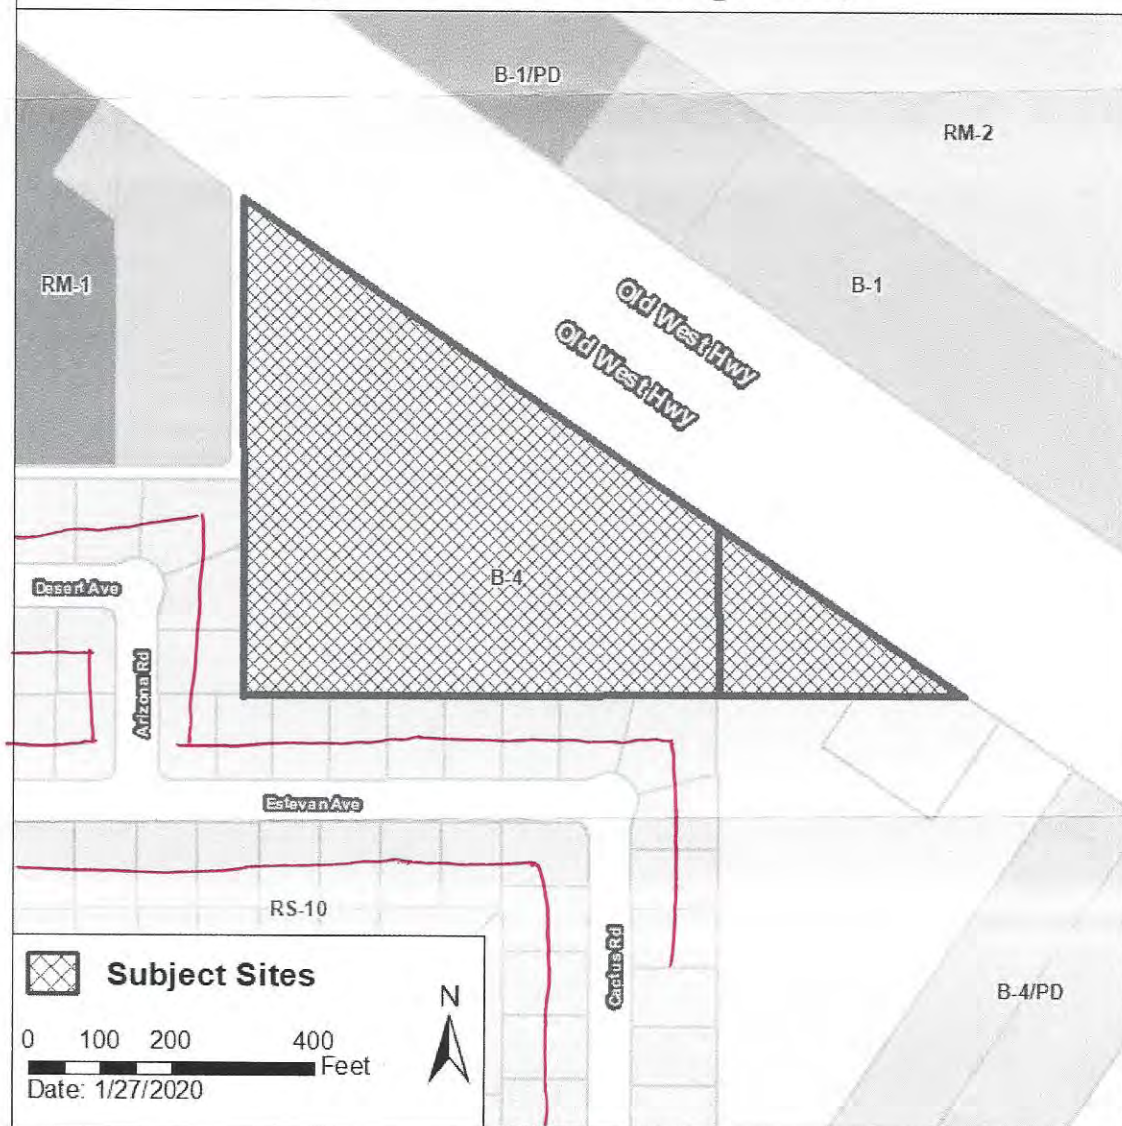 B-1/PD
RM-2
RM-1
B-1
Old West Hwy
Old West Hwy
B-4
Desert Ave
Arizona Rd
Estevan Ave
RS-10
Cactus Rd
B-4/PD
Subject Sites
N
0 100 200 400
Feet
Date: 1/27/2020